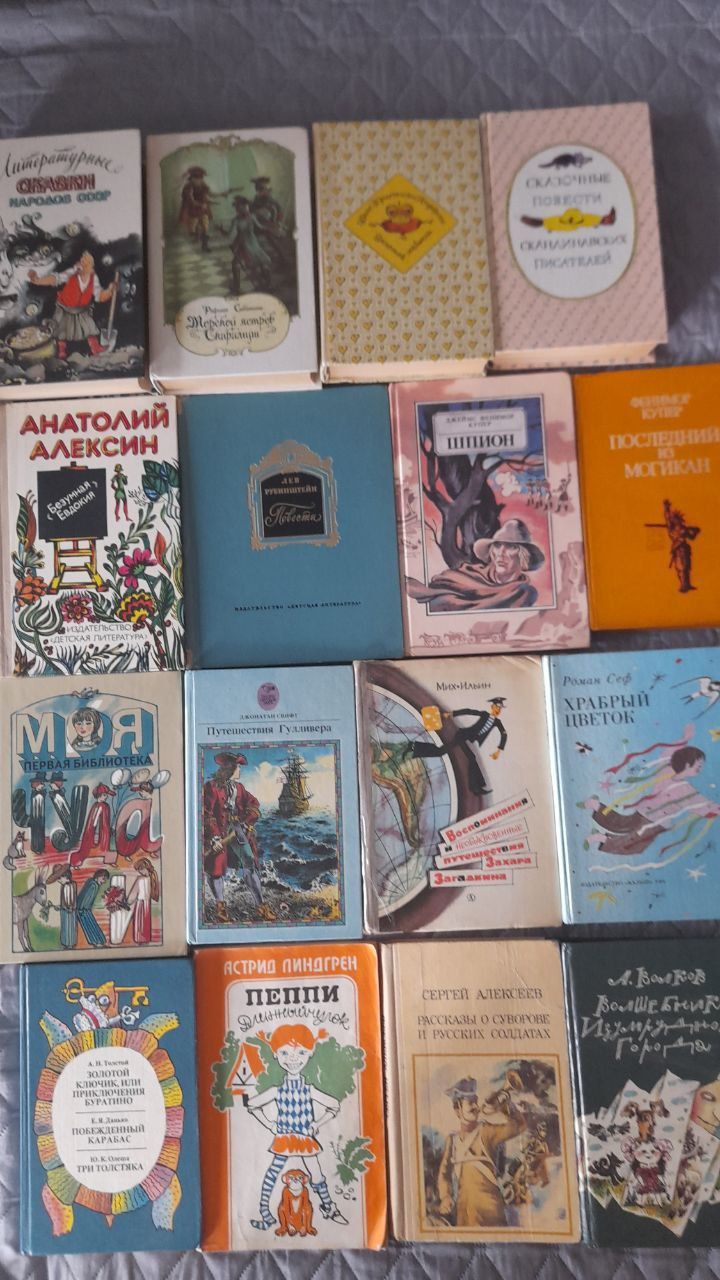 Литературные
СКАЗКИ
НАРОДОВ СССР
Рафаэль Сабатини
Морской ястреб
Скарамуш
СКАЗОЧНЫЕ
ПОВЕСТИ
СКАНДИНАВСКИХ
ПИСАТЕЛЕЙ
АНАТОЛИЙ
АЛЕКСИН
Безумная
Евдокия
ИЗДАТЕЛЬСТВО
«ДЕТСКАЯ ЛИТЕРАТУРА»
ЛЕВ
РУБИНШТЕЙН
Повести
ИЗДАТЕЛЬСТВО «ДЕТСКАЯ ЛИТЕРАТУРА»
ДЖЕЙМС ФЕНИМОР
КУПЕР
ШПИОН
ФЕНИМОР
КУПЕР
ПОСЛЕДНИЙ
ИЗ
МОГИКАН
МОЯ
ПЕРВАЯ БИБЛИОТЕКА
ЧУДА
КИ
ДЖОНАТАН СВИФТ
Путешествия Гулливера
Мих•Ильин
Воспоминания
и необыкновенные
путешествия
Захара
Загадкина
Роман Сеф
ХРАБРЫЙ
ЦВЕТОК
А. Н. Толстой
ЗОЛОТОЙ
КЛЮЧИК, ИЛИ
ПРИКЛЮЧЕНИЯ
БУРАТИНО
Е. Я. Данько
ПОБЕЖДЕННЫЙ
КАРАБАС
Ю. К. Олеша
ТРИ ТОЛСТЯКА
АСТРИД ЛИНДГРЕН
ПЕППИ
Длинныйчулок
СЕРГЕЙ АЛЕКСЕЕВ
РАССКАЗЫ О СУВОРОВЕ
И РУССКИХ СОЛДАТАХ
А. Волков
Волшебник
Изумрудного
Города